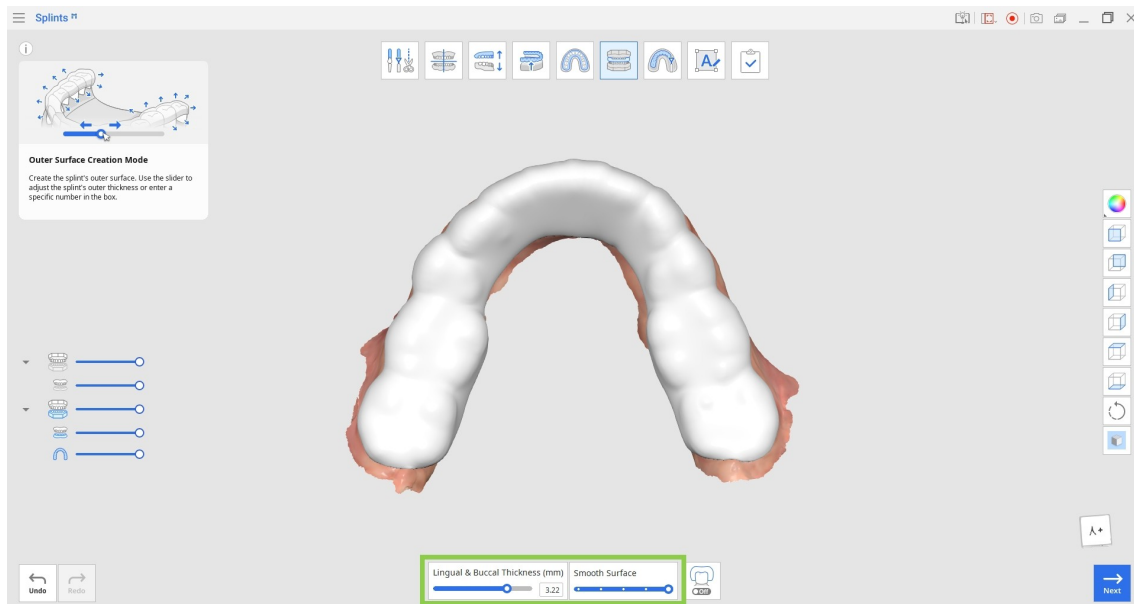 Splints
Outer Surface Creation Mode
Create the splint's outer surface. Use the slider to
adjust the splint's outer thickness or enter a
specific number in the box.
Lingual & Buccal Thickness (mm)
3.22
Smooth Surface
Off
Undo
Redo
Next